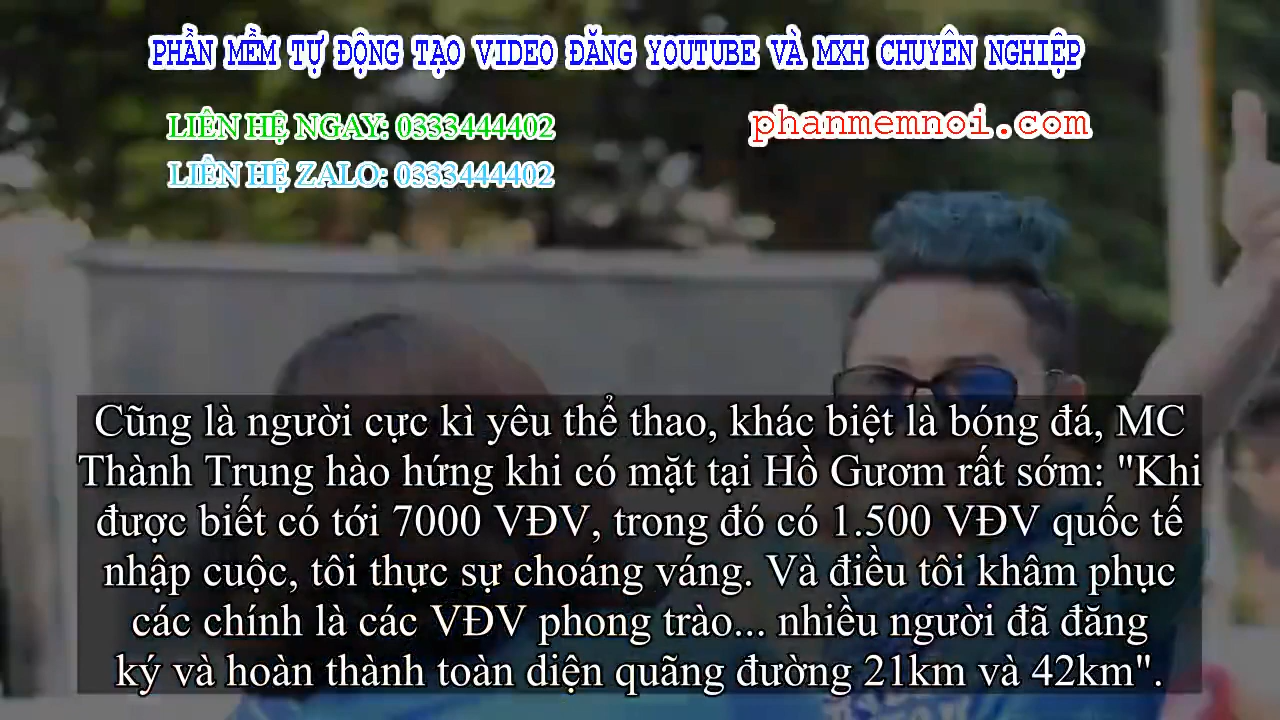 PHẦN MỀM TỰ ĐỘNG TẠO VIDEO ĐĂNG YOUTUBE VÀ MXH CHUYÊN NGHIỆP
LIÊN HỆ NGAY: 0333444402
phanmemnoi.com
LIÊN HỆ ZALO: 0333444402
Cũng là người cực kì yêu thể thao, khác biệt là bóng đá, MC
Thành Trung hào hứng khi có mặt tại Hồ Gươm rất sớm: "Khi
được biết có tới 7000 VĐV, trong đó có 1.500 VĐV quốc tế
nhập cuộc, tôi thực sự choáng váng. Và điều tôi khâm phục
các chính là các VĐV phong trào... nhiều người đã đăng
ký và hoàn thành toàn diện quãng đường 21km và 42km".